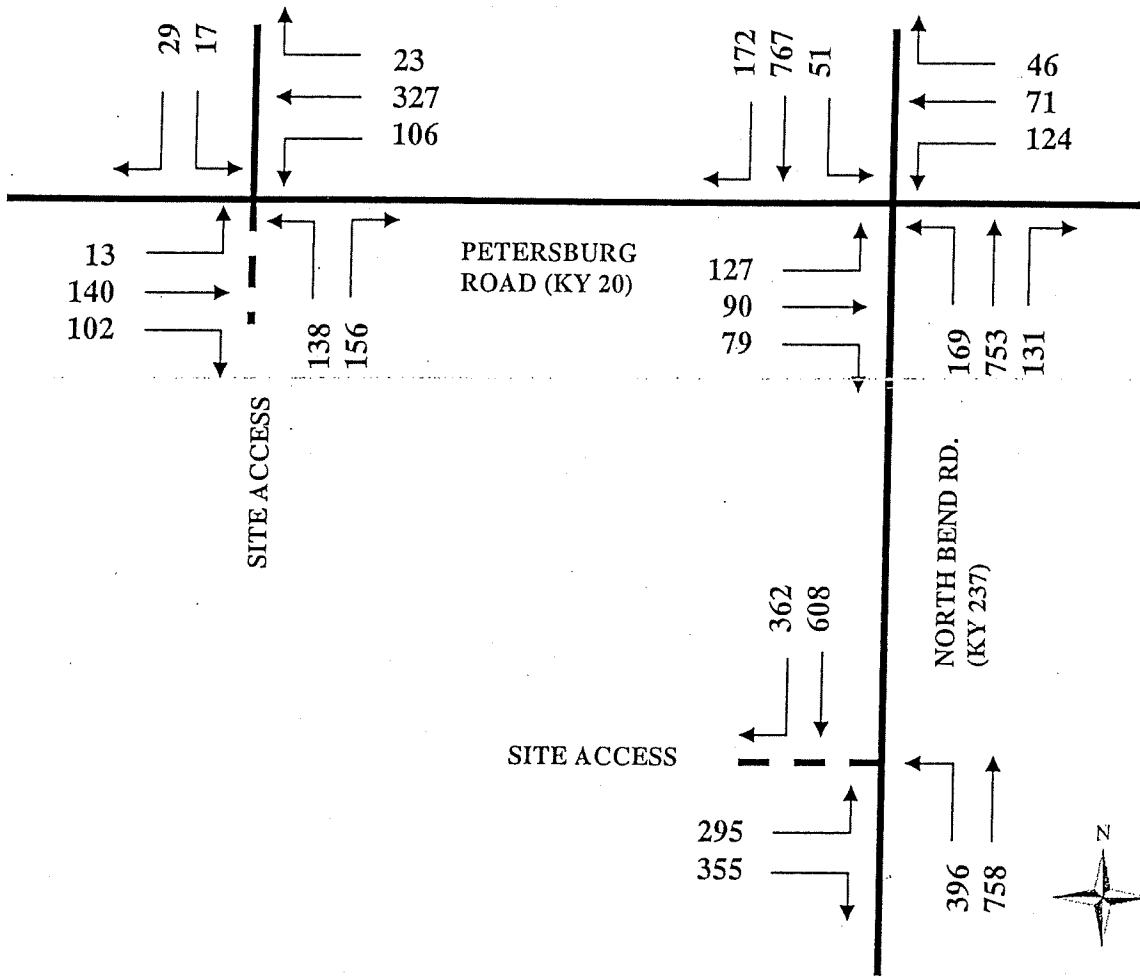 29 17
23
327
106
13
140
102
138 156
PETERSBURG
ROAD (KY 20)
172 767 51
46
71
124
127
90
79
169 753 131
SITE ACCESS
NORTH BEND RD.
(KY 237)
362 608
SITE ACCESS
295
355
396 758
N